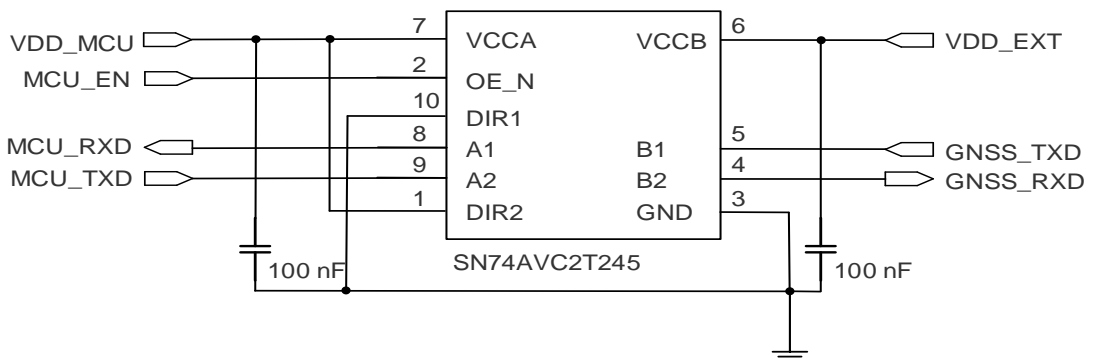 VDD_MCU 7 VCCA VCCB 6 VDD_EXT
MCU_EN 2 OE_N
10 DIR1
MCU_RXD 8 A1 B1 5 GNSS_TXD
MCU_TXD 9 A2 B2 4 GNSS_RXD
1 DIR2 GND 3
100 nF SN74AVC2T245 100 nF